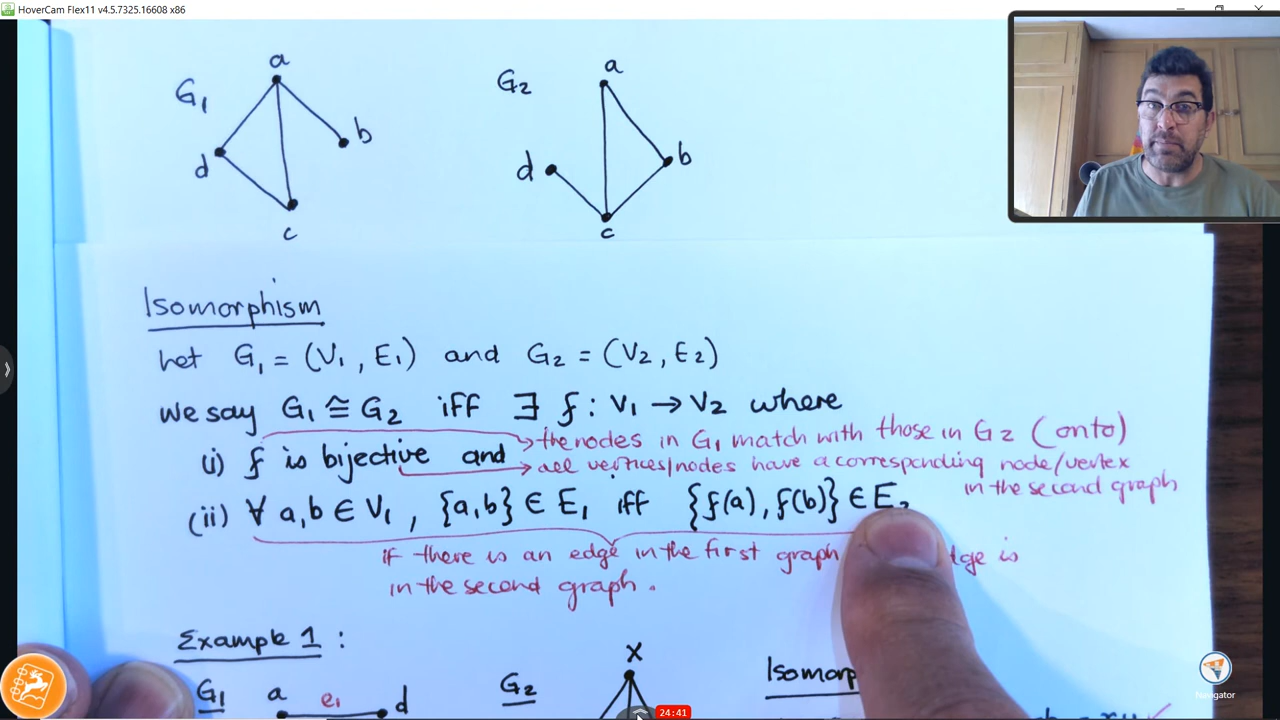 HoverCam Flex11 v4.5.7325.16608 x86
a
G1
b
d
c
a
G2
d
b
c
Isomorphism
Let G1 = (V1, E1) and G2 = (V2, E2)
We say G1 ≅ G2 iff ∃ f : V1 → V2 where
→ the nodes in G1 match with those in G2 (onto)
(i) f is bijective and
→ all vertices/nodes have a corresponding node/vertex
in the second graph
(ii) ∀ a,b ∈ V1, {a,b} ∈ E1 iff {f(a), f(b)} ∈ E2
if there is an edge in the first graph is
in the second graph.
Example 1 :
G1 a e1 d
G2
x
Isomorp
Navigator
24:41